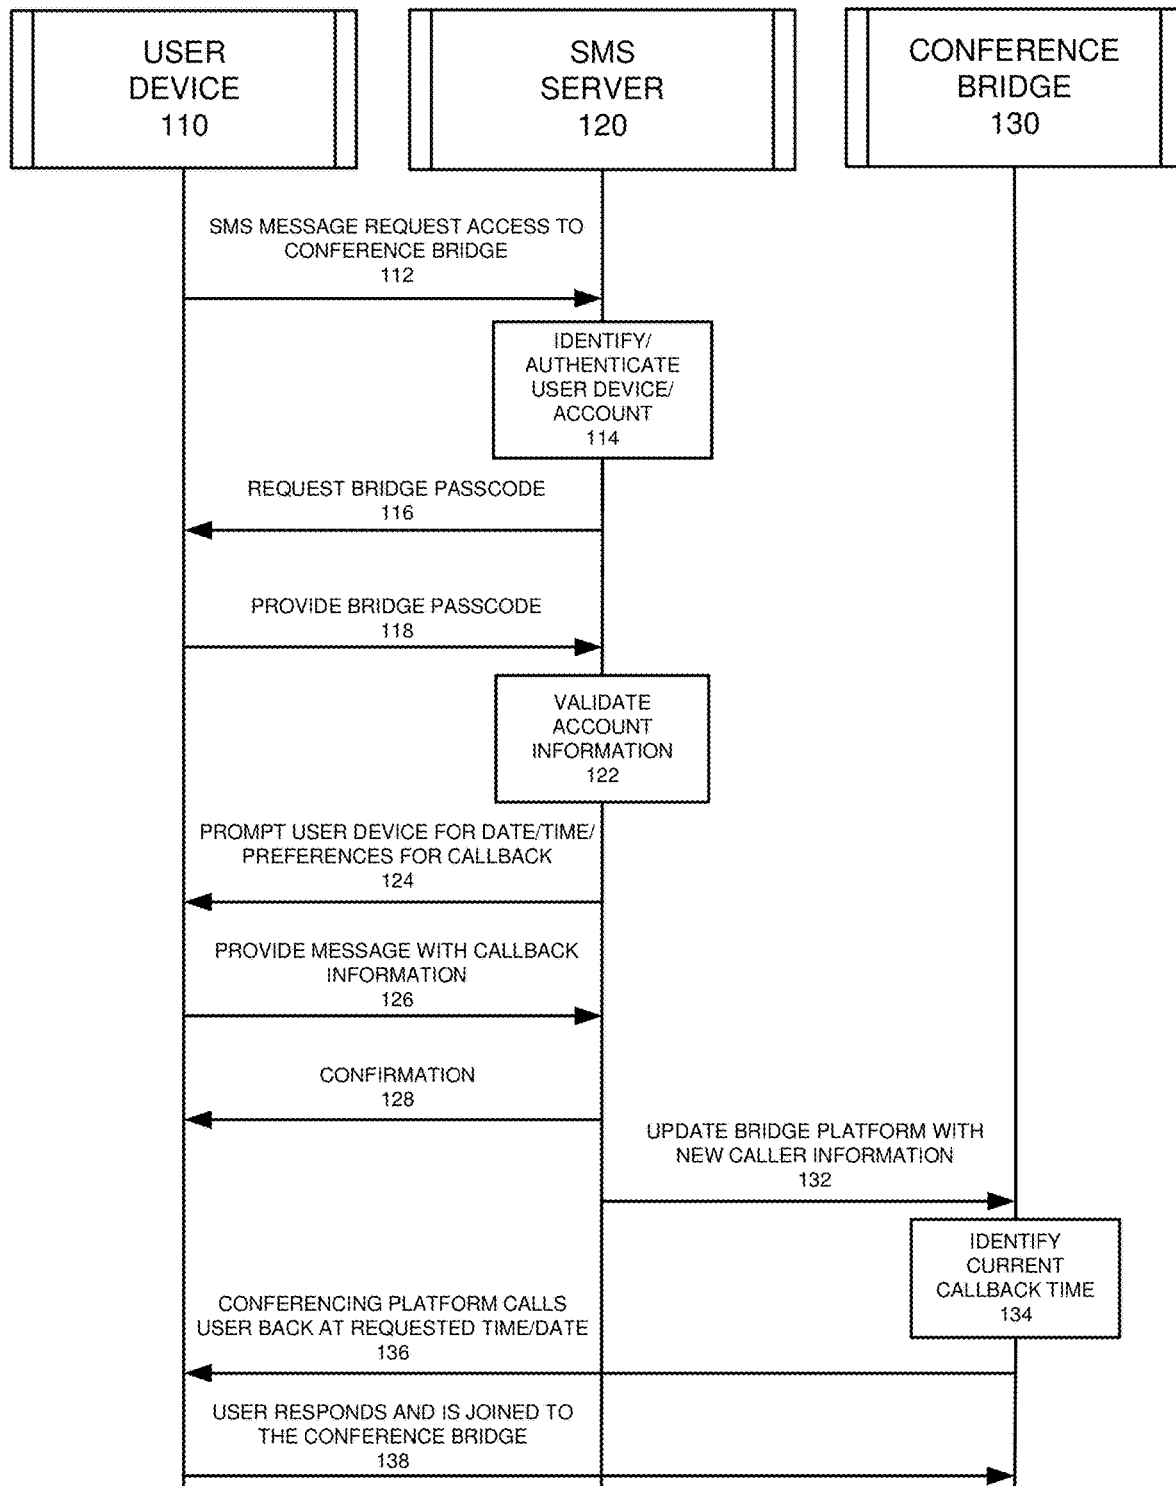 USER
DEVICE
110
SMS
SERVER
120
CONFERENCE
BRIDGE
130
SMS MESSAGE REQUEST ACCESS TO
CONFERENCE BRIDGE
112
IDENTIFY/
AUTHENTICATE
USER DEVICE/
ACCOUNT
114
REQUEST BRIDGE PASSCODE
116
PROVIDE BRIDGE PASSCODE
118
VALIDATE
ACCOUNT
INFORMATION
122
PROMPT USER DEVICE FOR DATE/TIME/
PREFERENCES FOR CALLBACK
124
PROVIDE MESSAGE WITH CALLBACK
INFORMATION
126
CONFIRMATION
128
UPDATE BRIDGE PLATFORM WITH
NEW CALLER INFORMATION
132
IDENTIFY
CURRENT
CALLBACK TIME
134
CONFERENCING PLATFORM CALLS
USER BACK AT REQUESTED TIME/DATE
136
USER RESPONDS AND IS JOINED TO
THE CONFERENCE BRIDGE
138